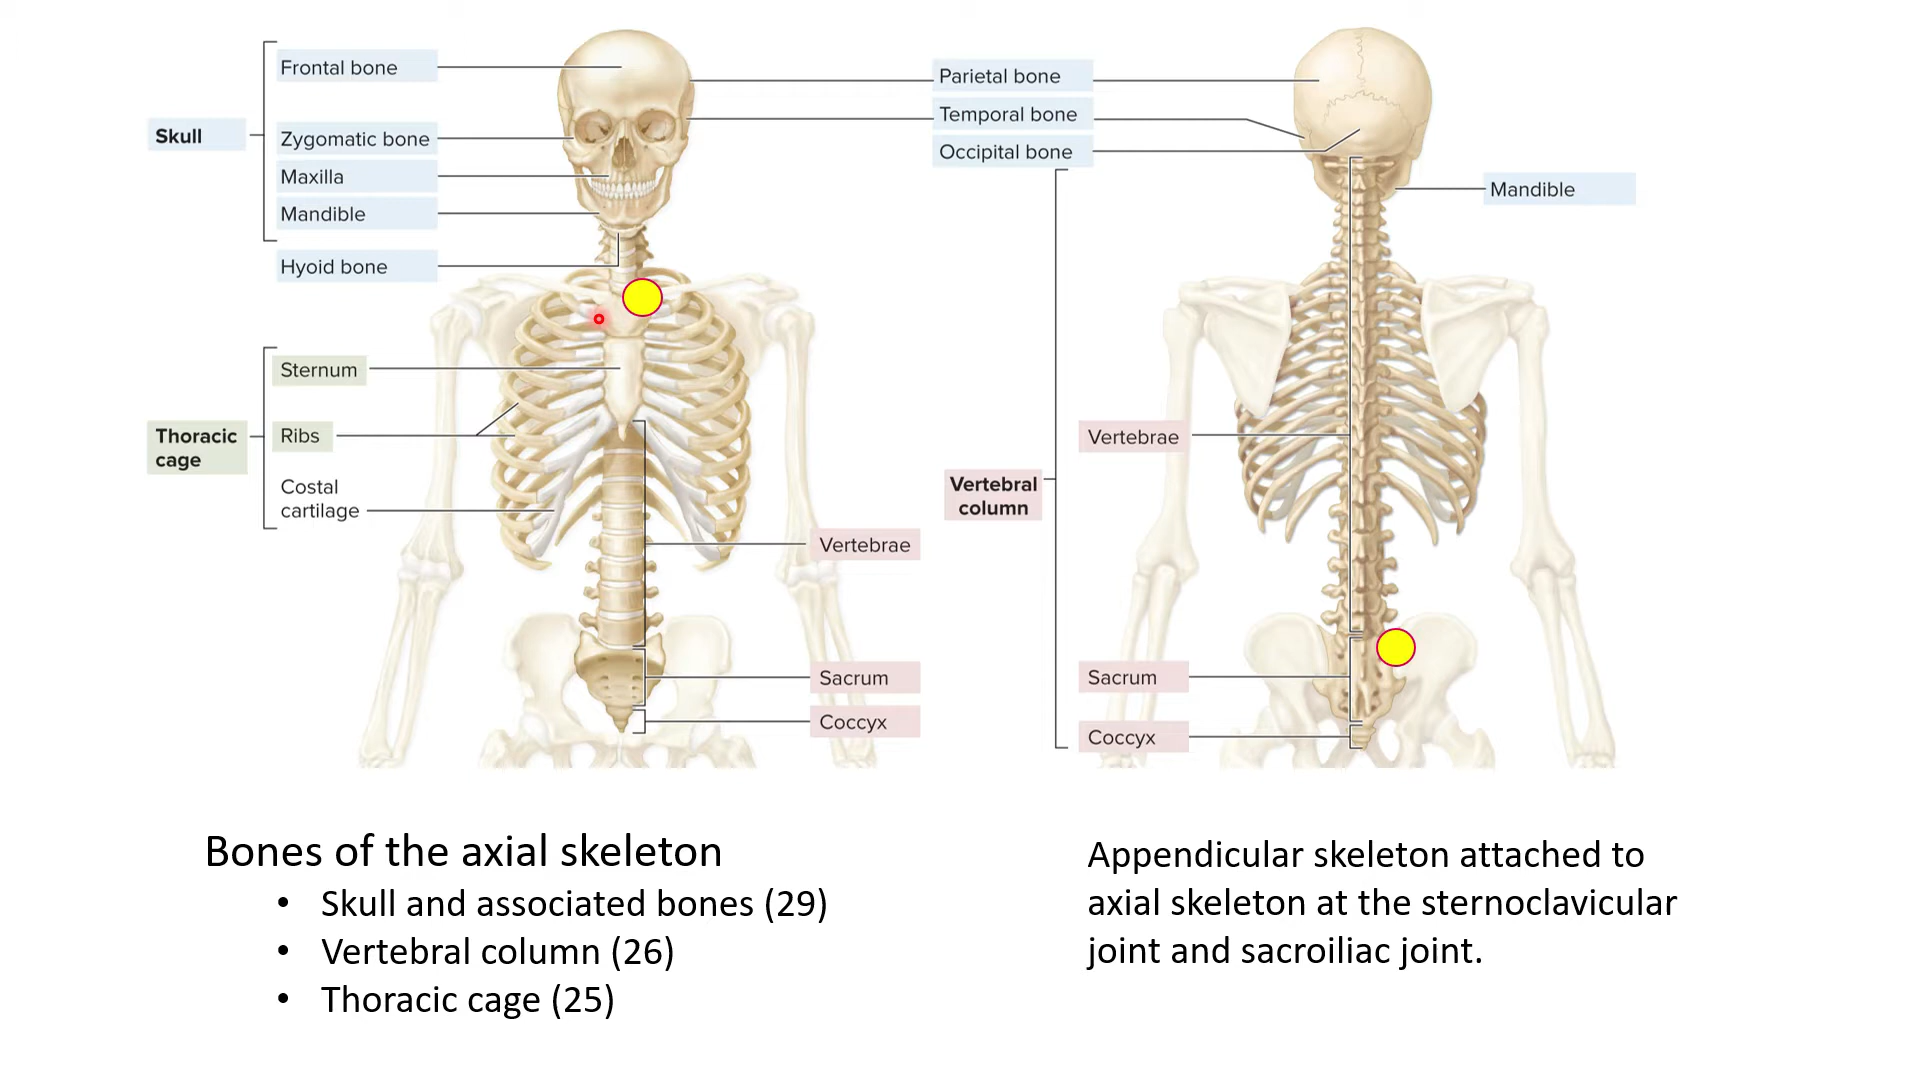 Skull
Frontal bone
Zygomatic bone
Maxilla
Mandible
Hyoid bone
Thoracic
cage
Sternum
Ribs
Costal
cartilage
Vertebrae
Sacrum
Coccyx
Parietal bone
Temporal bone
Occipital bone
Mandible
Vertebral
column
Vertebrae
Sacrum
Coccyx
Bones of the axial skeleton
• Skull and associated bones (29)
• Vertebral column (26)
• Thoracic cage (25)
Appendicular skeleton attached to
axial skeleton at the sternoclavicular
joint and sacroiliac joint.